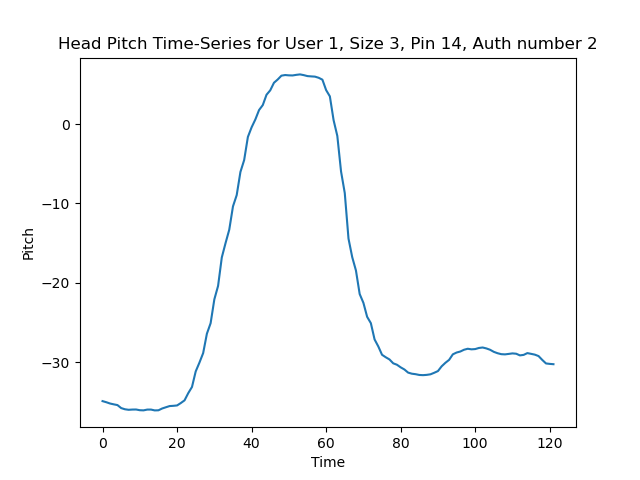 Head Pitch Time-Series for User 1, Size 3, Pin 14, Auth number 2
0
−10
−20
−30
Pitch
0 20 40 60 80 100 120
Time